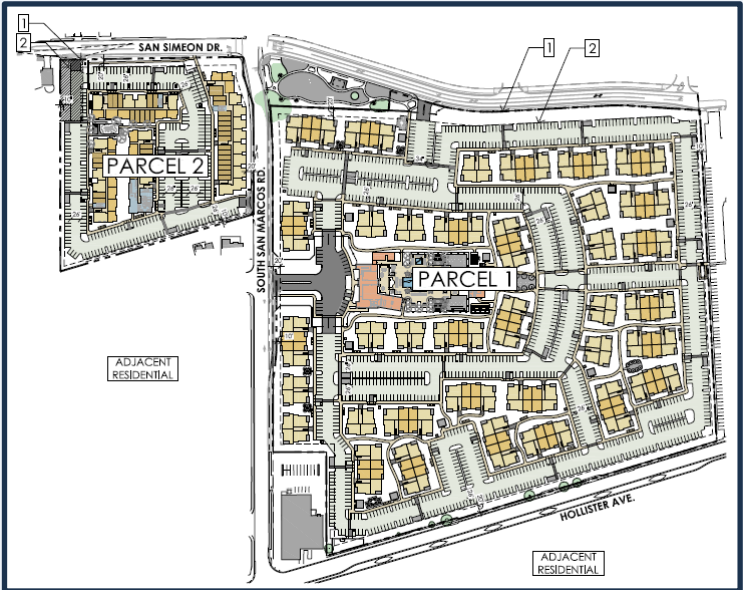 1
2
SAN SIMEON DR.
1
2
PARCEL 2
SOUTH SAN MARCOS RD.
PARCEL 1
ADJACENT
RESIDENTIAL
HOLLISTER AVE.
ADJACENT
RESIDENTIAL